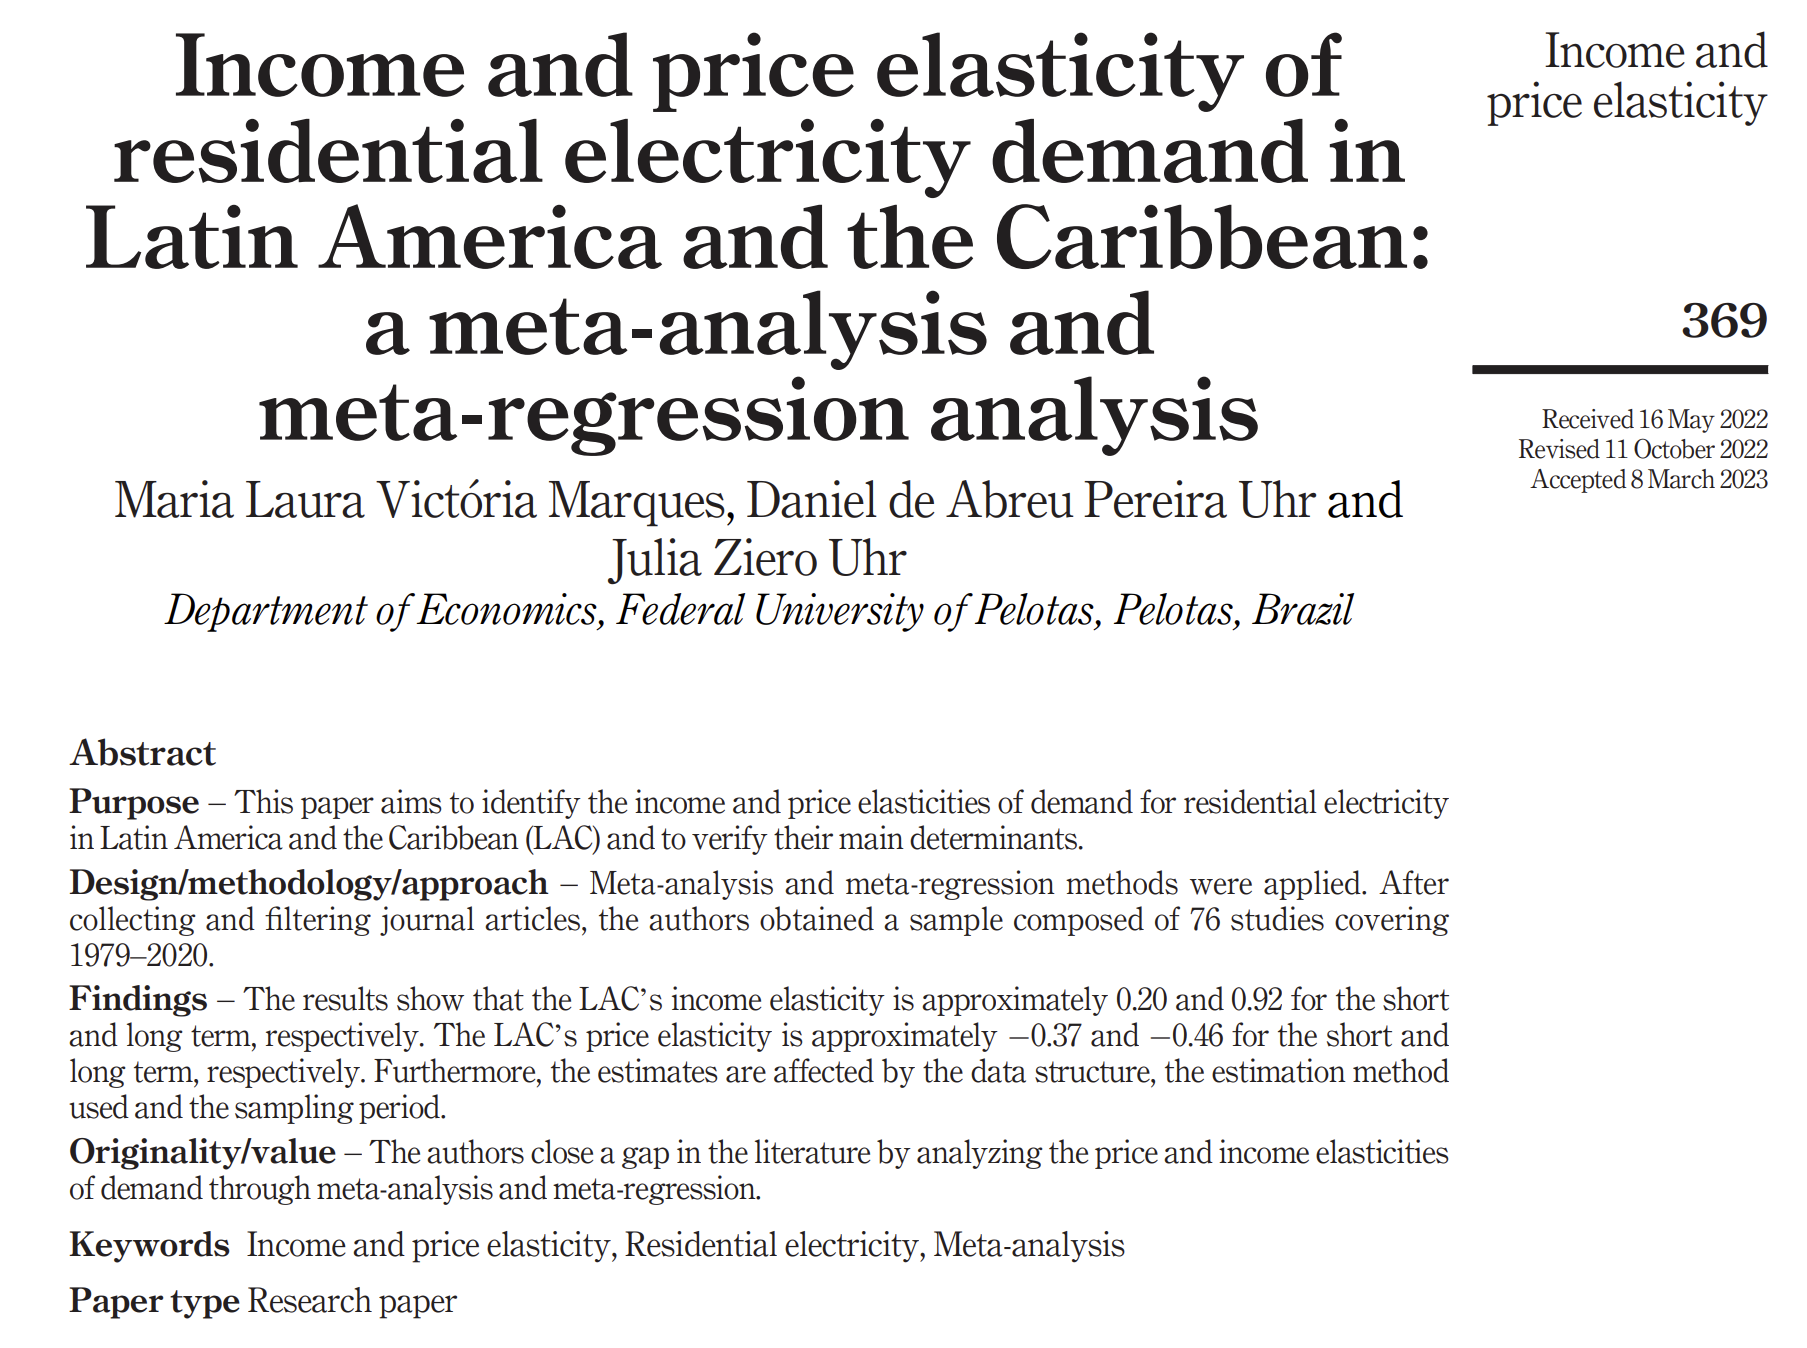 Income and price elasticity of
residential electricity demand in
Latin America and the Caribbean:
a meta-analysis and
meta-regression analysis
Maria Laura Victória Marques, Daniel de Abreu Pereira Uhr and
Julia Ziero Uhr
Department of Economics, Federal University of Pelotas, Pelotas, Brazil
Income and
price elasticity
369
Received 16 May 2022
Revised 11 October 2022
Accepted 8 March 2023
Abstract
Purpose – This paper aims to identify the income and price elasticities of demand for residential electricity
in Latin America and the Caribbean (LAC) and to verify their main determinants.
Design/methodology/approach – Meta-analysis and meta-regression methods were applied. After
collecting and filtering journal articles, the authors obtained a sample composed of 76 studies covering
1979–2020.
Findings – The results show that the LAC’s income elasticity is approximately 0.20 and 0.92 for the short
and long term, respectively. The LAC’s price elasticity is approximately −0.37 and −0.46 for the short and
long term, respectively. Furthermore, the estimates are affected by the data structure, the estimation method
used and the sampling period.
Originality/value – The authors close a gap in the literature by analyzing the price and income elasticities
of demand through meta-analysis and meta-regression.
Keywords Income and price elasticity, Residential electricity, Meta-analysis
Paper type Research paper